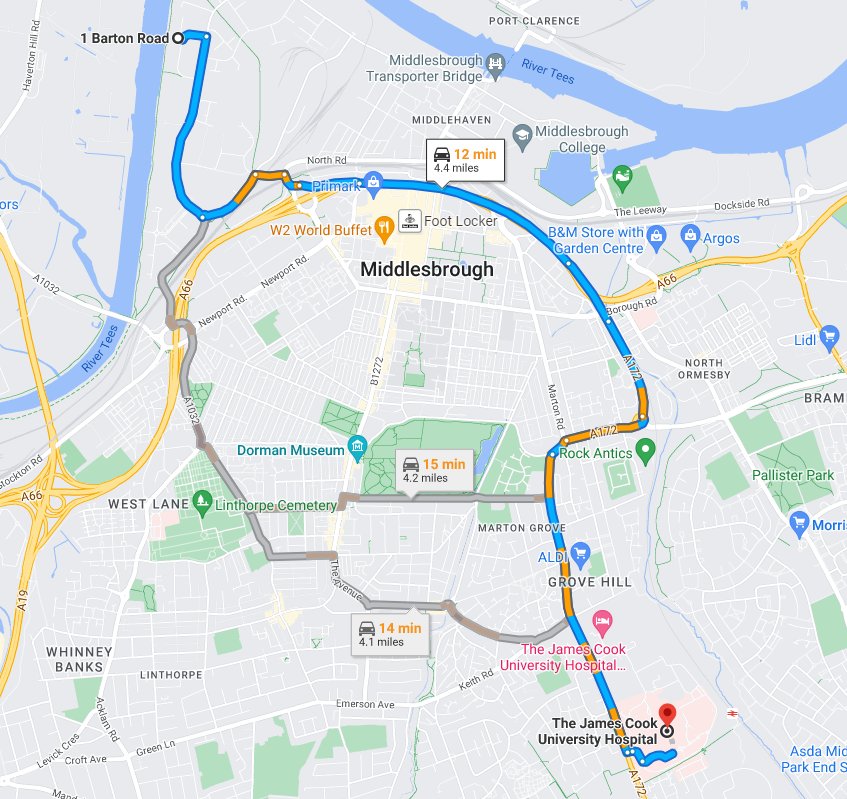 PORT CLARENCE
Haverton Hill Rd
1 Barton Road
Middlesbrough
Transporter Bridge
River Tees
MIDDLEHAVEN
Middlesbrough
College
12 min
4.4 miles
North Rd
Primark
The Leeway
Dockside Rd
Foot Locker
W2 World Buffet
B&M Store with
Garden Centre
Argos
ors
Middlesbrough
Newport Rd.
A66
A66
A1032
Newport Rd.
Borough Rd
River Tees
Lidl
A172
NORTH
ORMESBY
B1272
Marton Rd
BRAM
A1032
A172
Dorman Museum
Rock Antics
15 min
4.2 miles
Stockton Rd
Pallister Park
A66
WEST LANE
Linthorpe Cemetery
MARTON GROVE
Morri
ALDI
The Avenue
GROVE HILL
A19
14 min
4.1 miles
WHINNEY
BANKS
The James Cook
University Hospital...
LINTHORPE
Keith Rd
Emerson Ave
Acklam Rd
The James Cook
University Hospital
Levick Cres
Green Ln
Croft Ave
Asda Mid
Park End S
A172
Mand